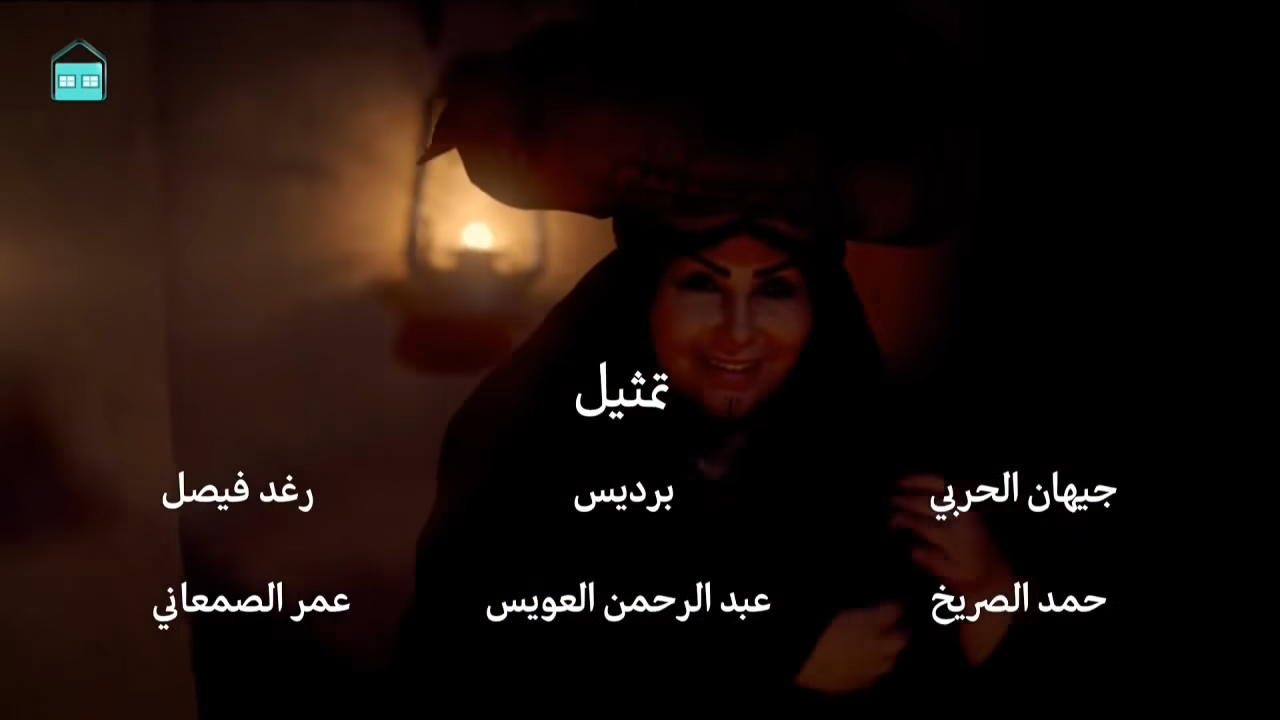 تمثيل
جيهان الحربي برديس رغد فيصل
حمد الصريخ عبد الرحمن العويس عمر الصمعاني